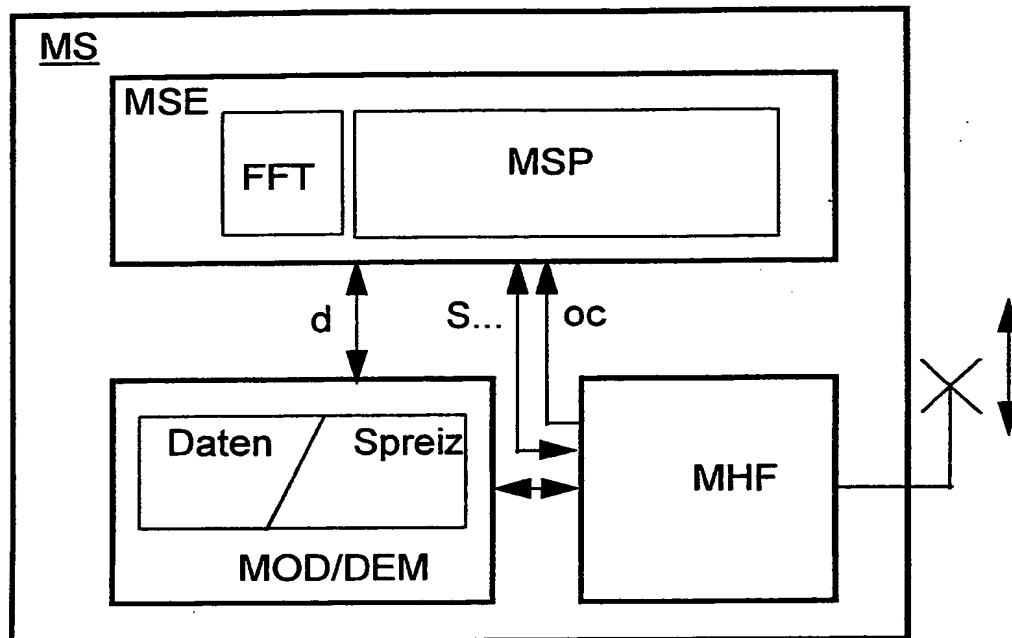 MS
MSE
FFT
MSP
d
S...
oc
Daten
Spreiz
MHF
MOD/DEM